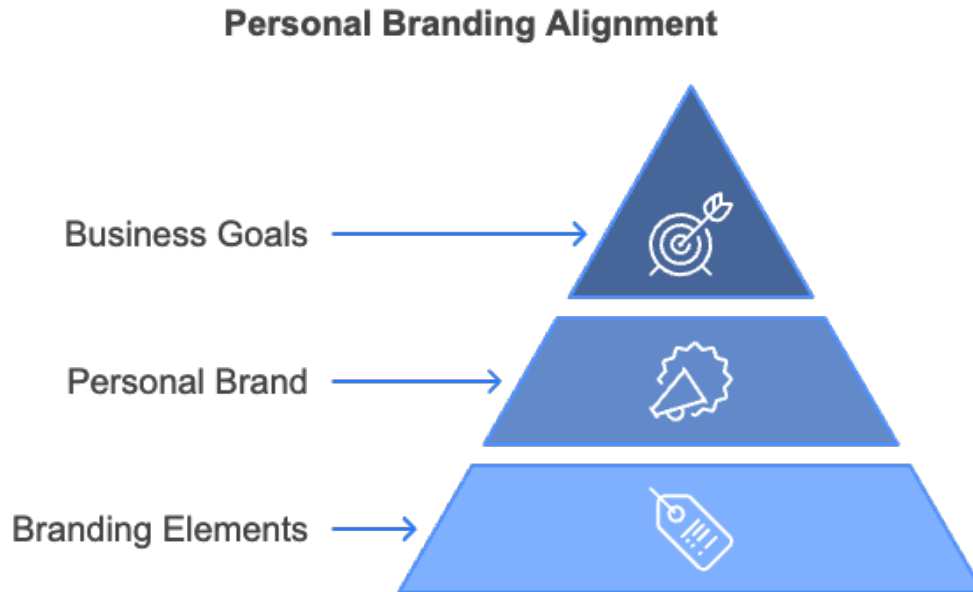 Personal Branding Alignment
Business Goals
Personal Brand
Branding Elements